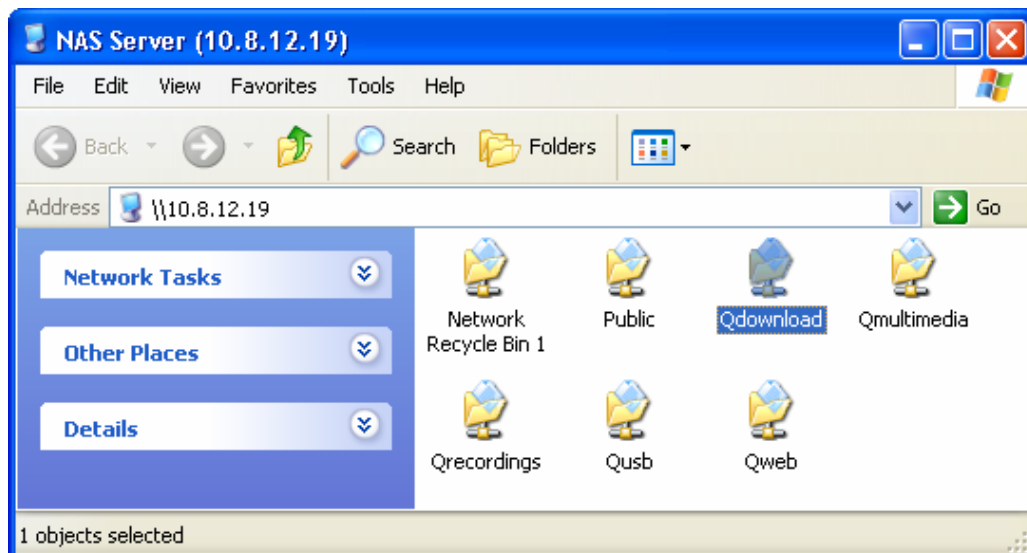 NAS Server (10.8.12.19)
File Edit View Favorites Tools Help
Back Search Folders
Address \\10.8.12.19 Go
Network Tasks
Other Places
Details
Network Recycle Bin 1
Public
Qdownload
Qmultimedia
Qrecordings
Qusb
Qweb
1 objects selected